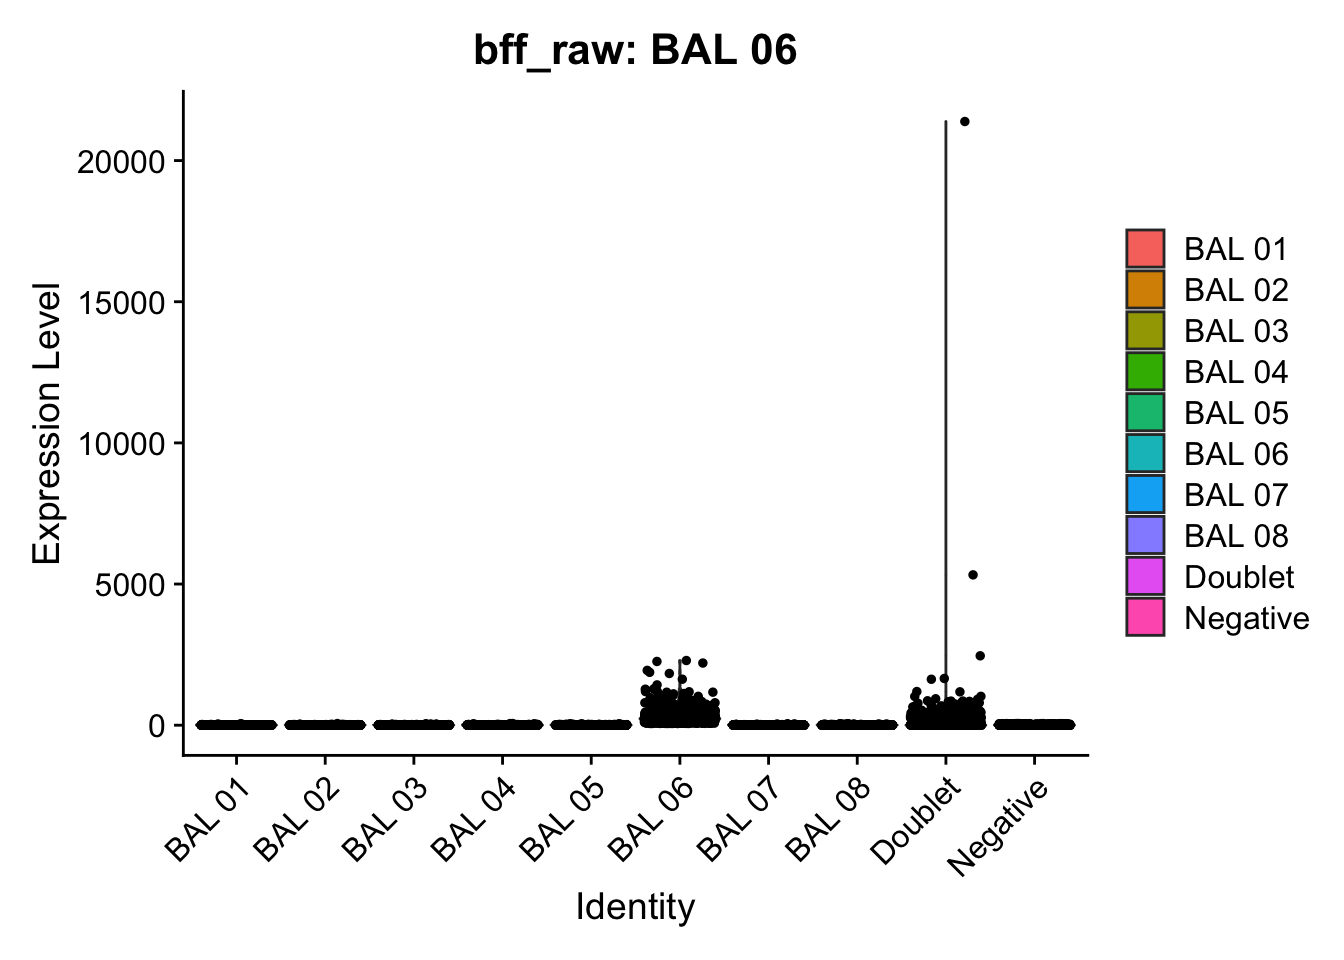 bff_raw: BAL 06
Expression Level
20000
15000
10000
5000
0
BAL 01
BAL 02
BAL 03
BAL 04
BAL 05
BAL 06
BAL 07
BAL 08
Doublet
Negative
Identity
BAL 01
BAL 02
BAL 03
BAL 04
BAL 05
BAL 06
BAL 07
BAL 08
Doublet
Negative